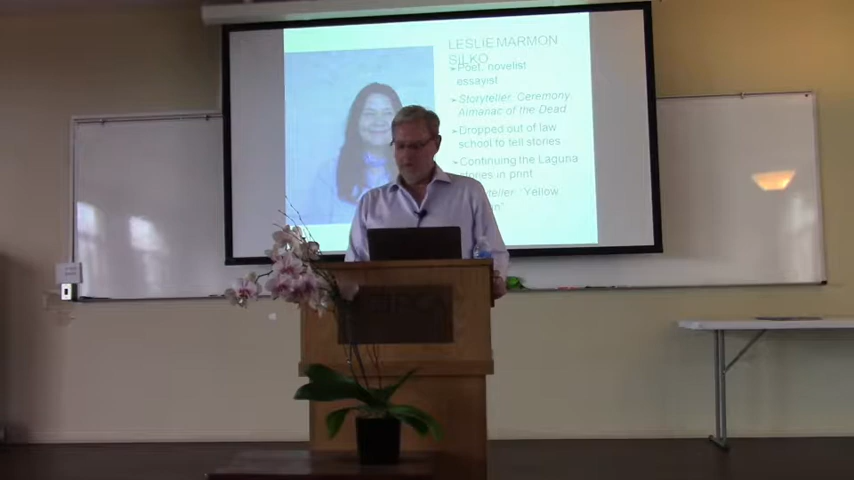 LESLIE MARMON
SILKO
➢Poet, novelist
essayist
➢Storyteller, Ceremony,
Almanac of the Dead
➢Dropped out of law
school to tell stories
➢Continuing the Laguna
stories in print
Yellow